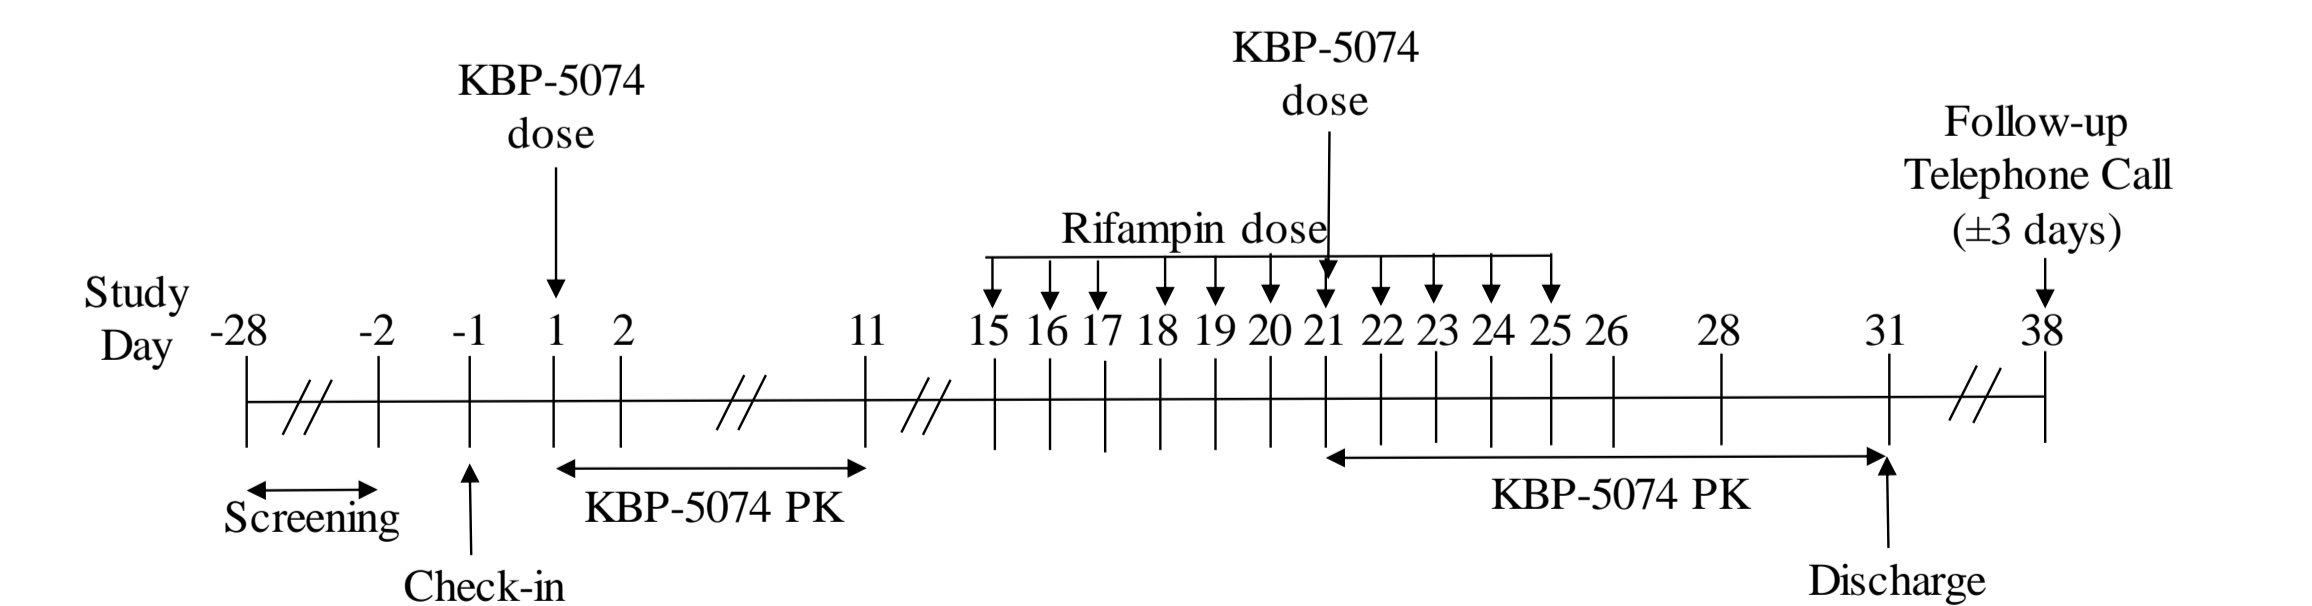 KBP-5074
dose
KBP-5074
dose
Follow-up
Telephone Call
(±3 days)
Rifampin dose
Study
Day
-28 -2 -1 1 2 11 15 16 17 18 19 20 21 22 23 24 25 26 28 31 38
KBP-5074 PK
KBP-5074 PK
Screening
Check-in
Discharge